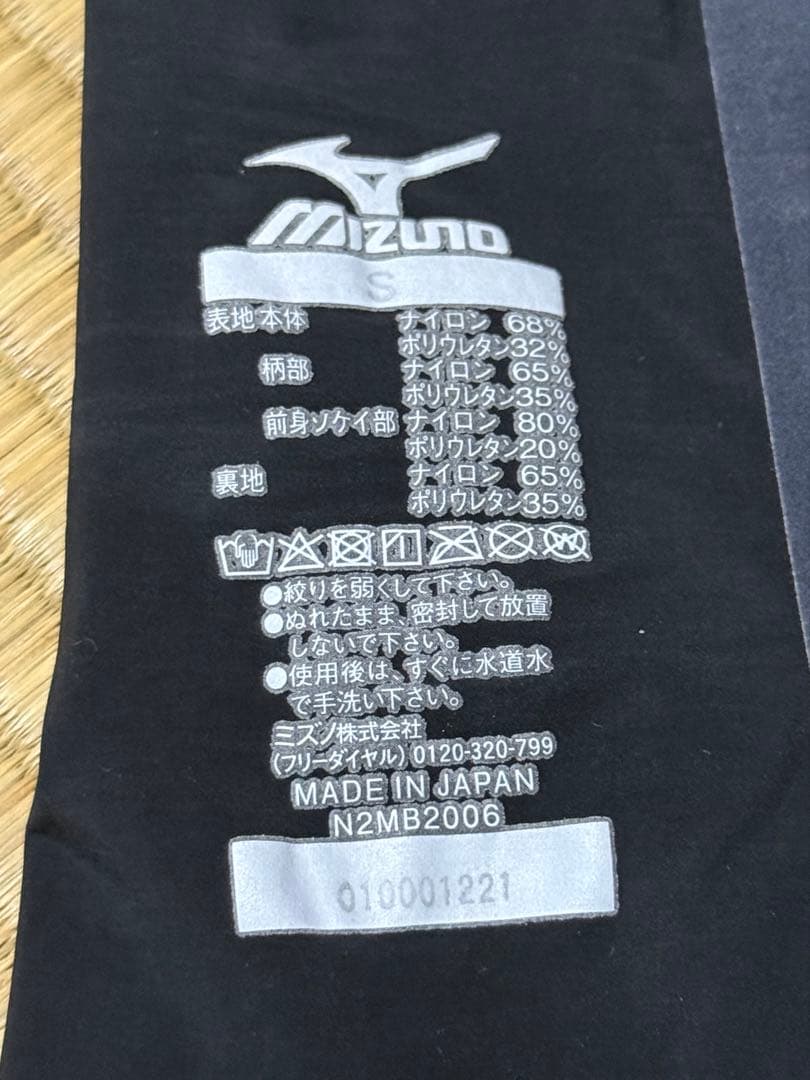 MIZUNO
S
表地 本体 ナイロン 68%
ポリウレタン32%
柄部 ナイロン 65%
ポリウレタン35%
前身ソケイ部 ナイロン 80%
ポリウレタン20%
裏地 ナイロン 65%
ポリウレタン35%
●絞りを弱くして下さい。
●ぬれたまま、密封して放置
しないで下さい。
●使用後は、すぐに水道水
で手洗い下さい。
ミズノ株式会社
(フリーダイヤル) 0120-320-799
MADE IN JAPAN
N2MB2006
010001221